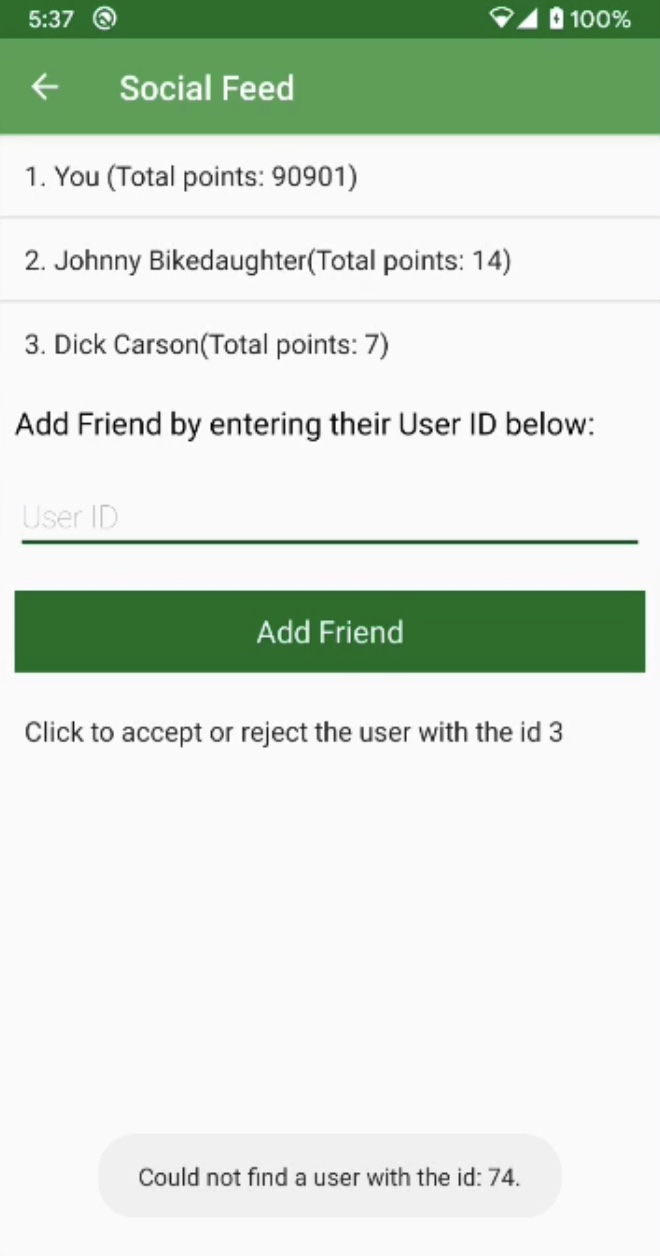 5:37 100%
Social Feed
1. You (Total points: 90901)
2. Johnny Bikedaughter(Total points: 14)
3. Dick Carson(Total points: 7)
Add Friend by entering their User ID below:
User ID
Add Friend
Click to accept or reject the user with the id 3
Could not find a user with the id: 74.